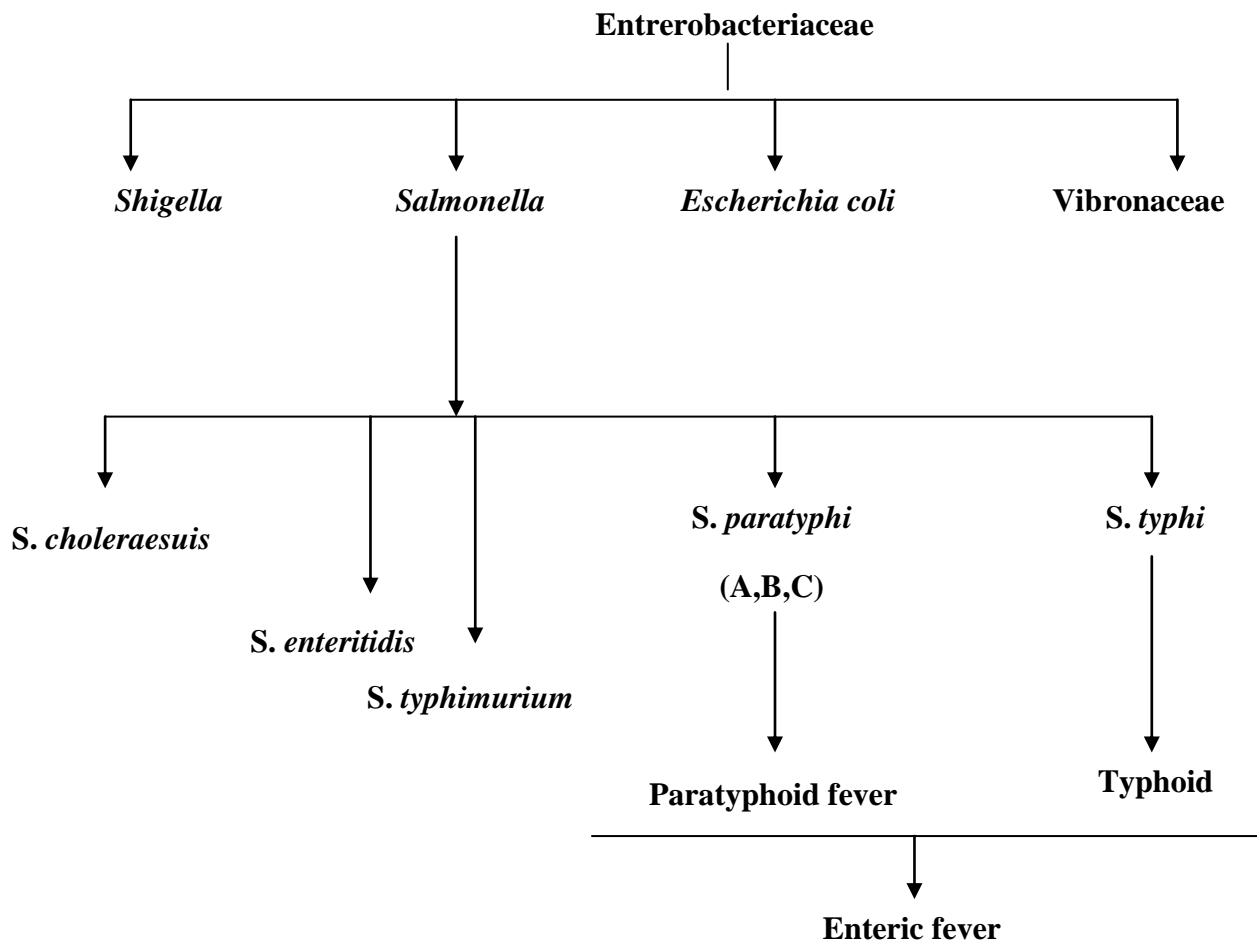 Entrerobacteriaceae
Shigella
Salmonella
Escherichia coli
Vibronaceae
S. choleraesuis
S. enteritidis
S. typhimurium
S. paratyphi
(A,B,C)
S. typhi
Paratyphoid fever
Typhoid
Enteric fever